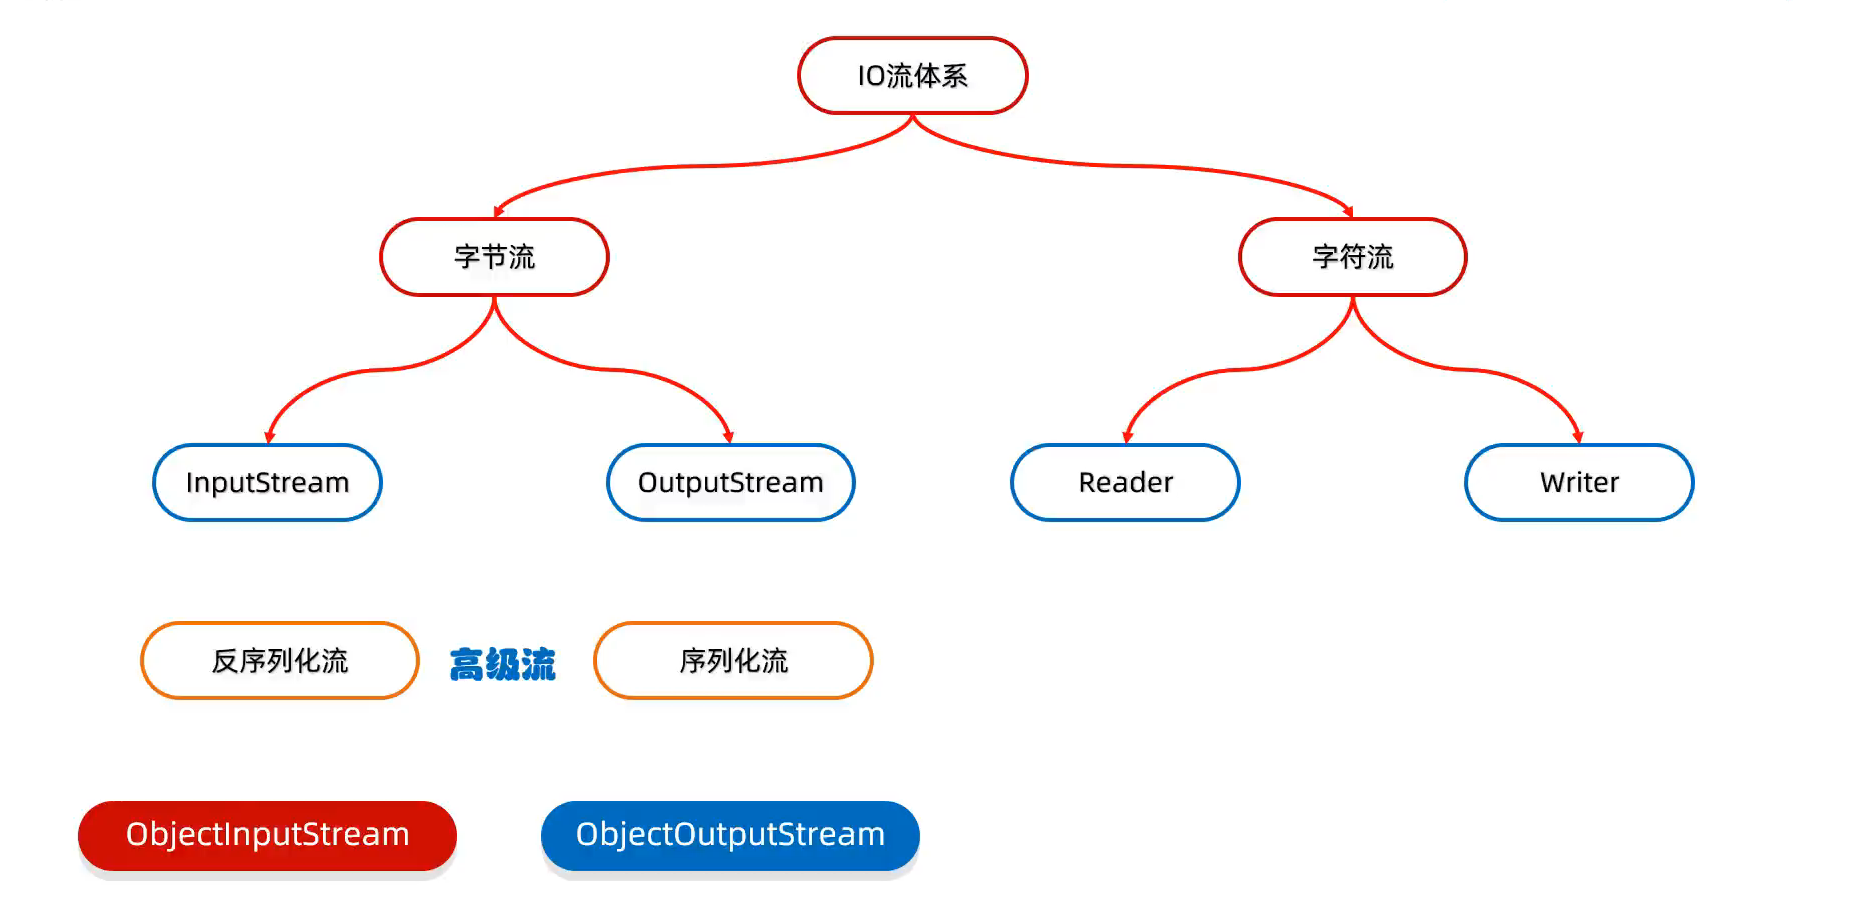 IO流体系
字节流
字符流
InputStream
OutputStream
Reader
Writer
反序列化流
高级流
序列化流
ObjectInputStream
ObjectOutputStream